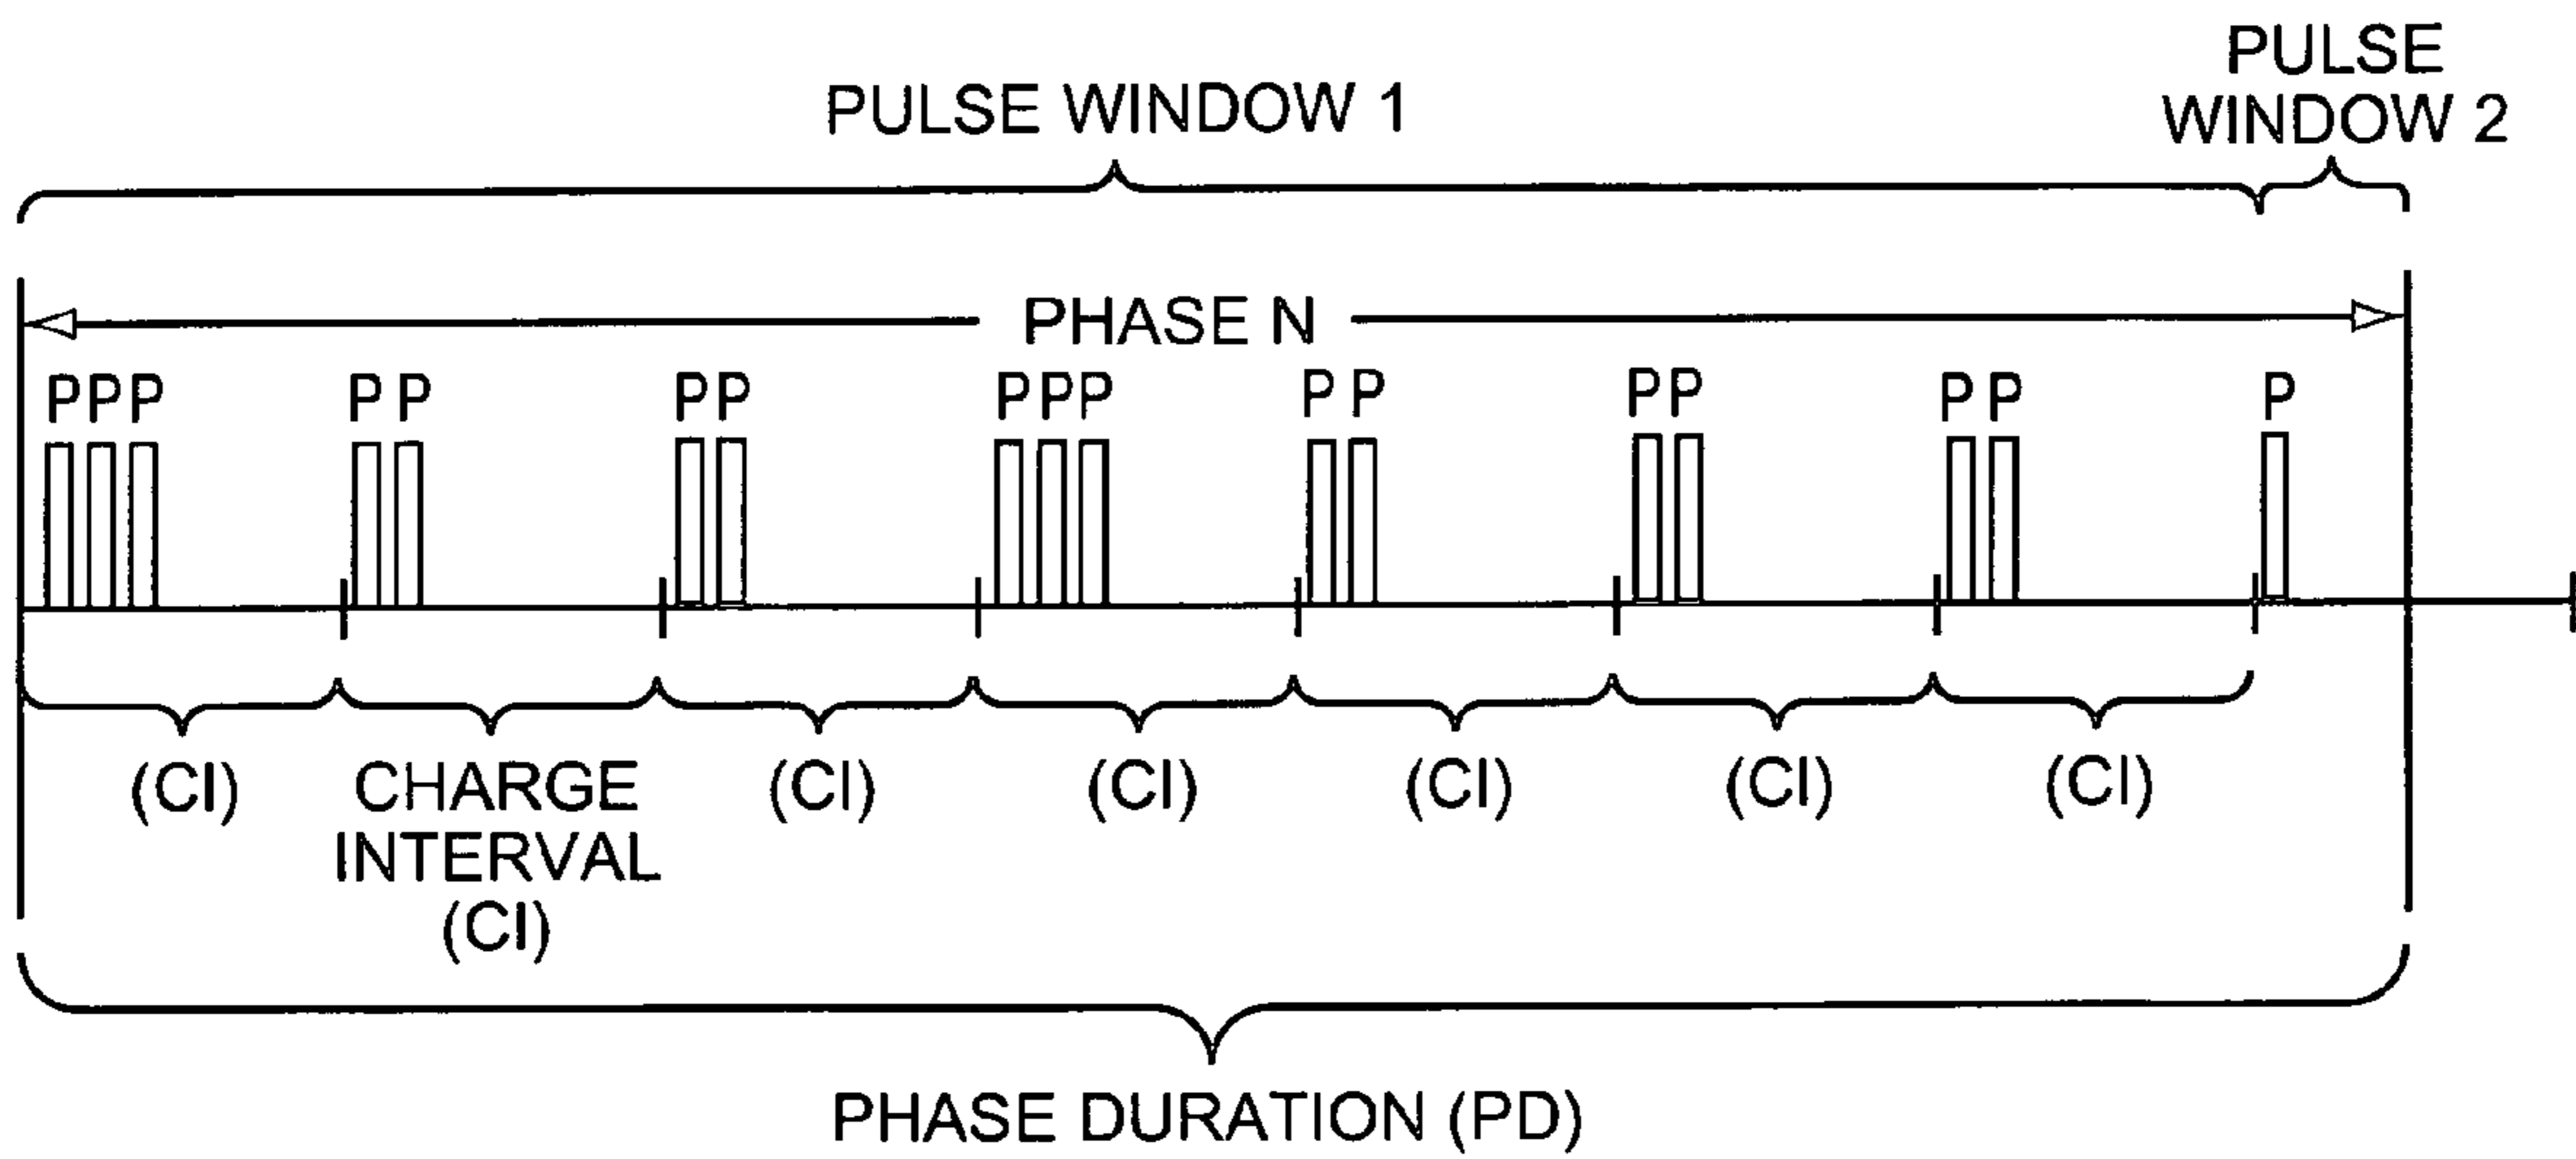 PULSE WINDOW 1
PULSE
WINDOW 2
PHASE N
PPP
P P
PP
P PP
P P
PP
P P
P
(CI)
CHARGE
INTERVAL
(CI)
(CI)
(CI)
(CI)
(CI)
(CI)
PHASE DURATION (PD)